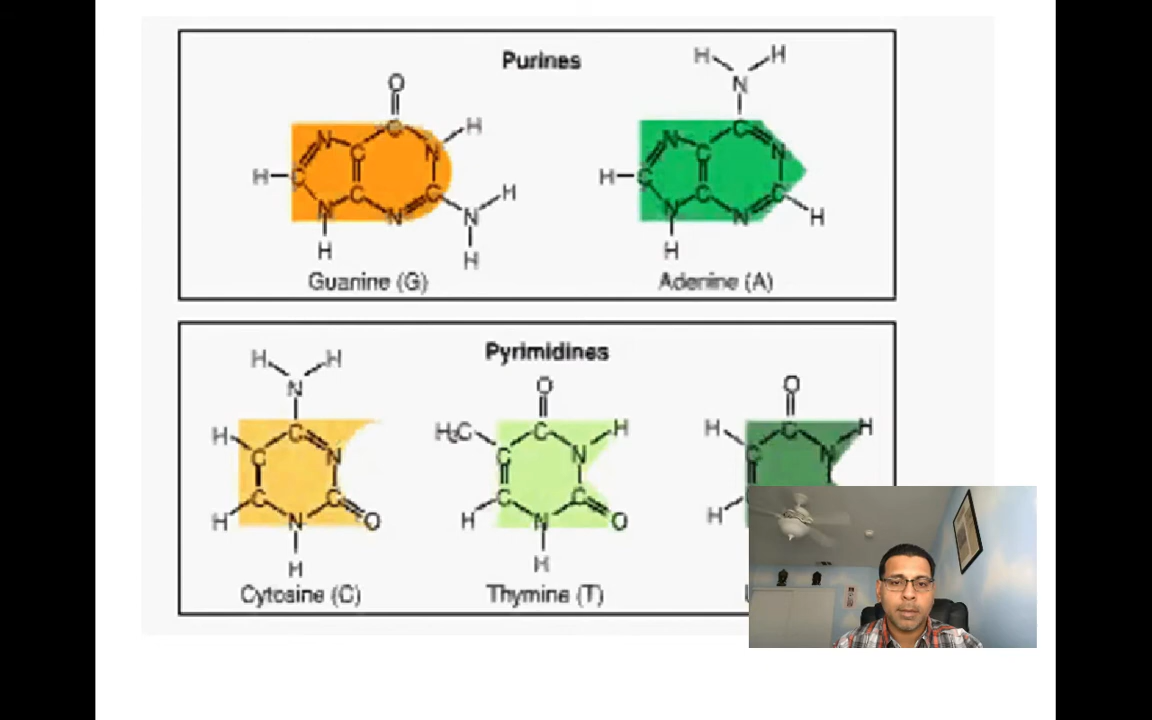 Purines
Guanine (G)
Adenine (A)
Pyrimidines
Cytosine (C)
Thymine (T)